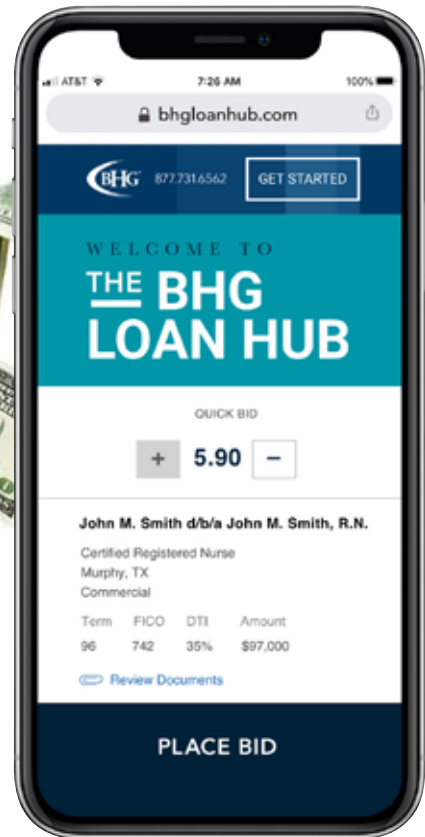 AT&T 7:26 AM 100%
bhgloanhub.com
BHG 877.731.6562 GET STARTED
WELCOME TO
THE BHG
LOAN HUB
QUICK BID
+ 5.90 −
John M. Smith d/b/a John M. Smith, R.N.
Certified Registered Nurse
Murphy, TX
Commercial
Term FICO DTI Amount
96 742 35% $97,000
Review Documents
PLACE BID